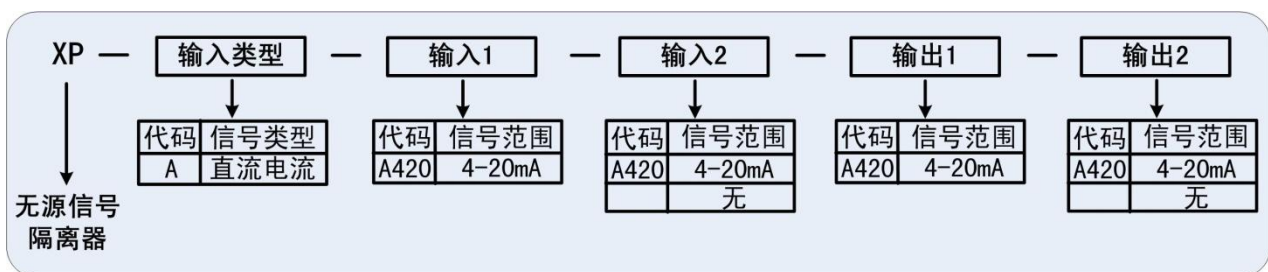 XP — 输入类型 — 输入1 — 输入2 — 输出1 — 输出2
代码 信号类型
A 直流电流
代码 信号范围
A420 4-20mA
代码 信号范围
A420 4-20mA
无
代码 信号范围
A420 4-20mA
代码 信号范围
A420 4-20mA
无
无源信号
隔离器